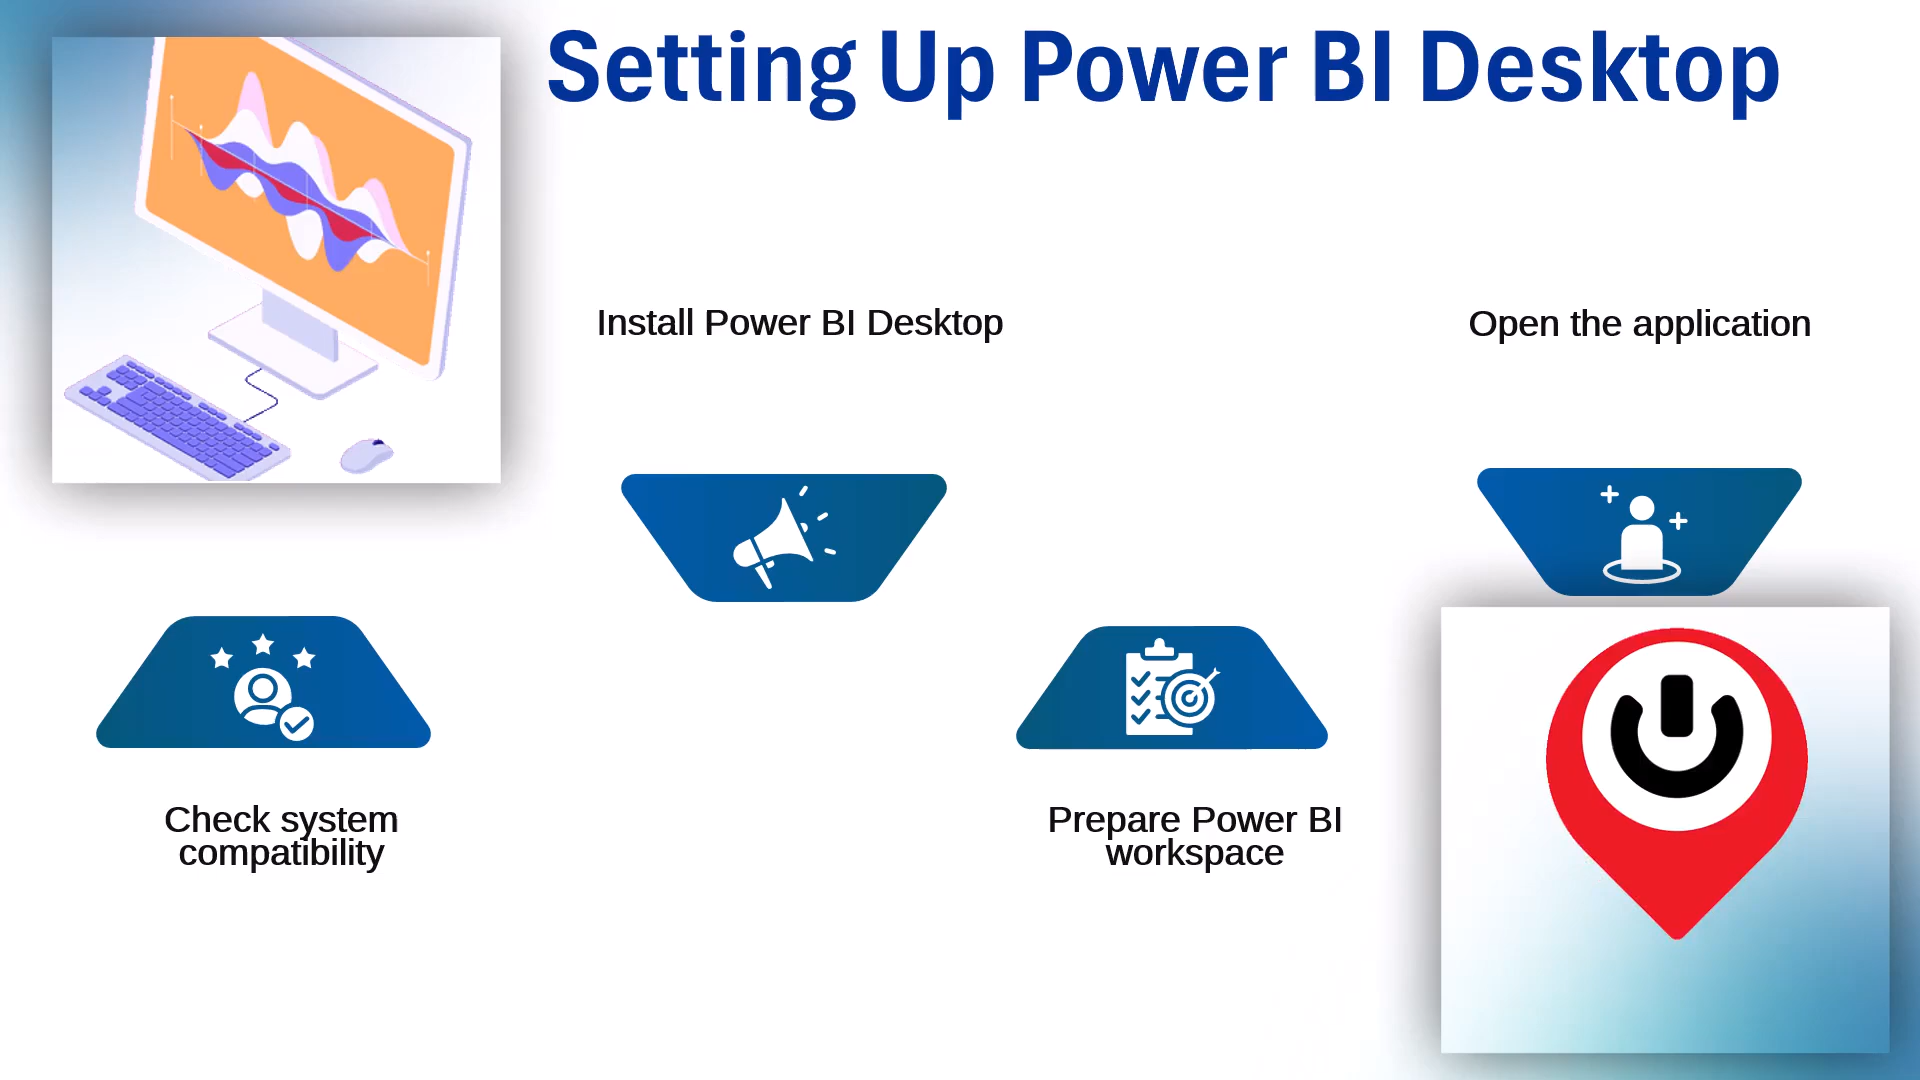 Setting Up Power BI Desktop
Install Power BI Desktop
Open the application
Check system
compatibility
Prepare Power BI
workspace